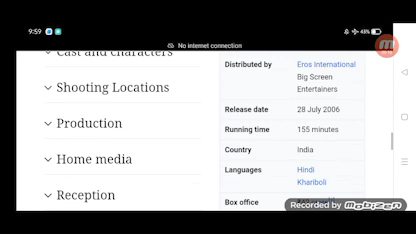 9:59
48%
No internet connection
Cast and characters
Shooting Locations
Production
Home media
Reception
Distributed by Eros International
Big Screen
Entertainers
Release date 28 July 2006
Running time 155 minutes
Country India
Languages Hindi
Khariboli
Box office
Recorded by Mobizen